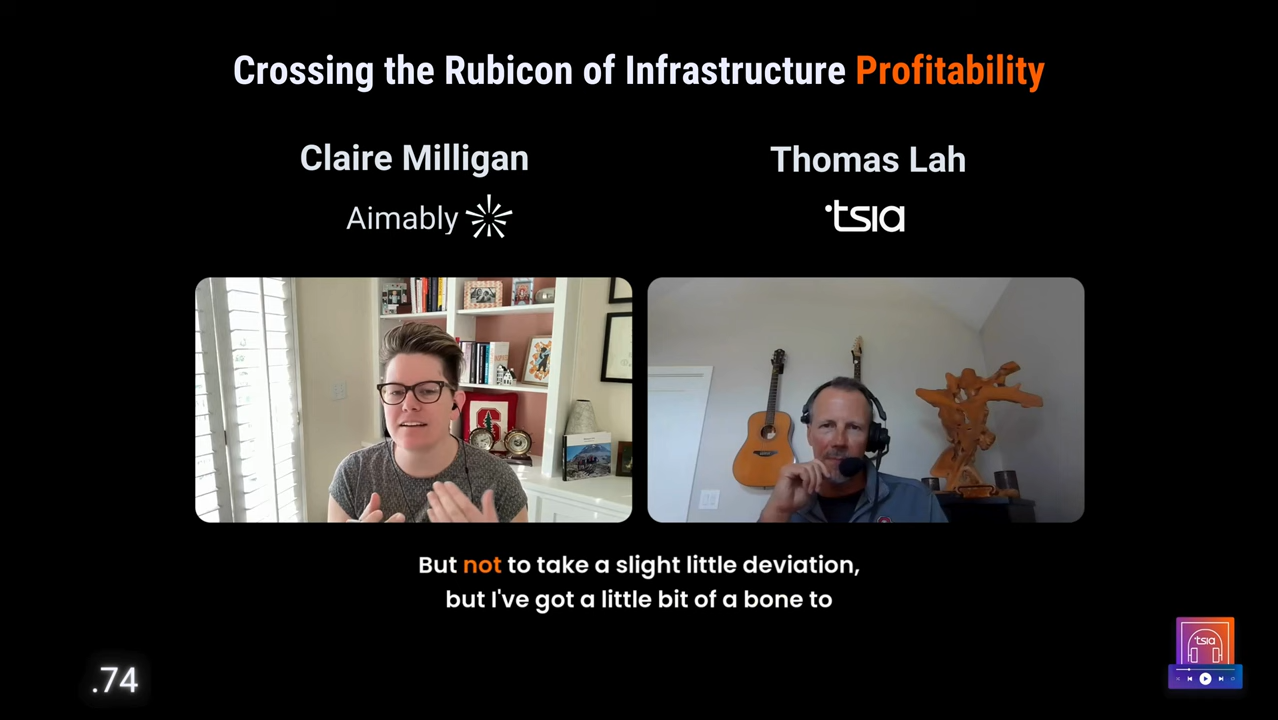 Crossing the Rubicon of Infrastructure Profitability
Claire Milligan
Thomas Lah
Aimably
tsia
But not to take a slight little deviation,
but I've got a little bit of a bone to
.74
tsia